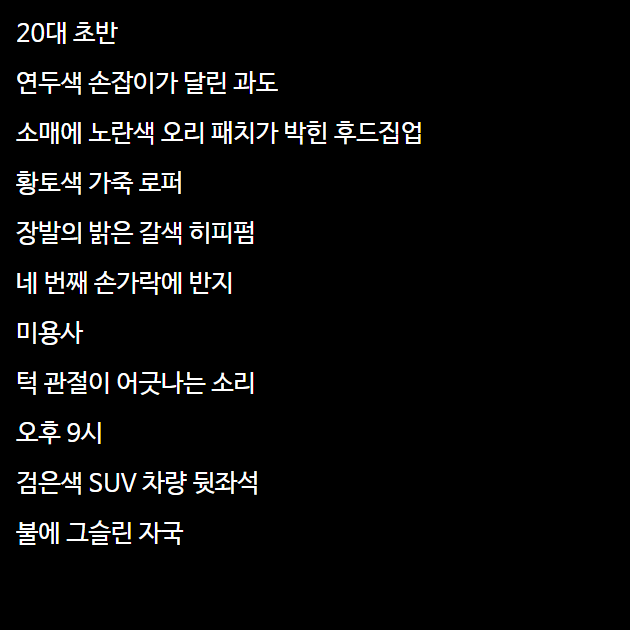 20대 초반
연두색 손잡이가 달린 과도
소매에 노란색 오리 패치가 박힌 후드집업
황토색 가죽 로퍼
장발의 밝은 갈색 히피펌
네 번째 손가락에 반지
미용사
턱 관절이 어긋나는 소리
오후 9시
검은색 SUV 차량 뒷좌석
불에 그슬린 자국